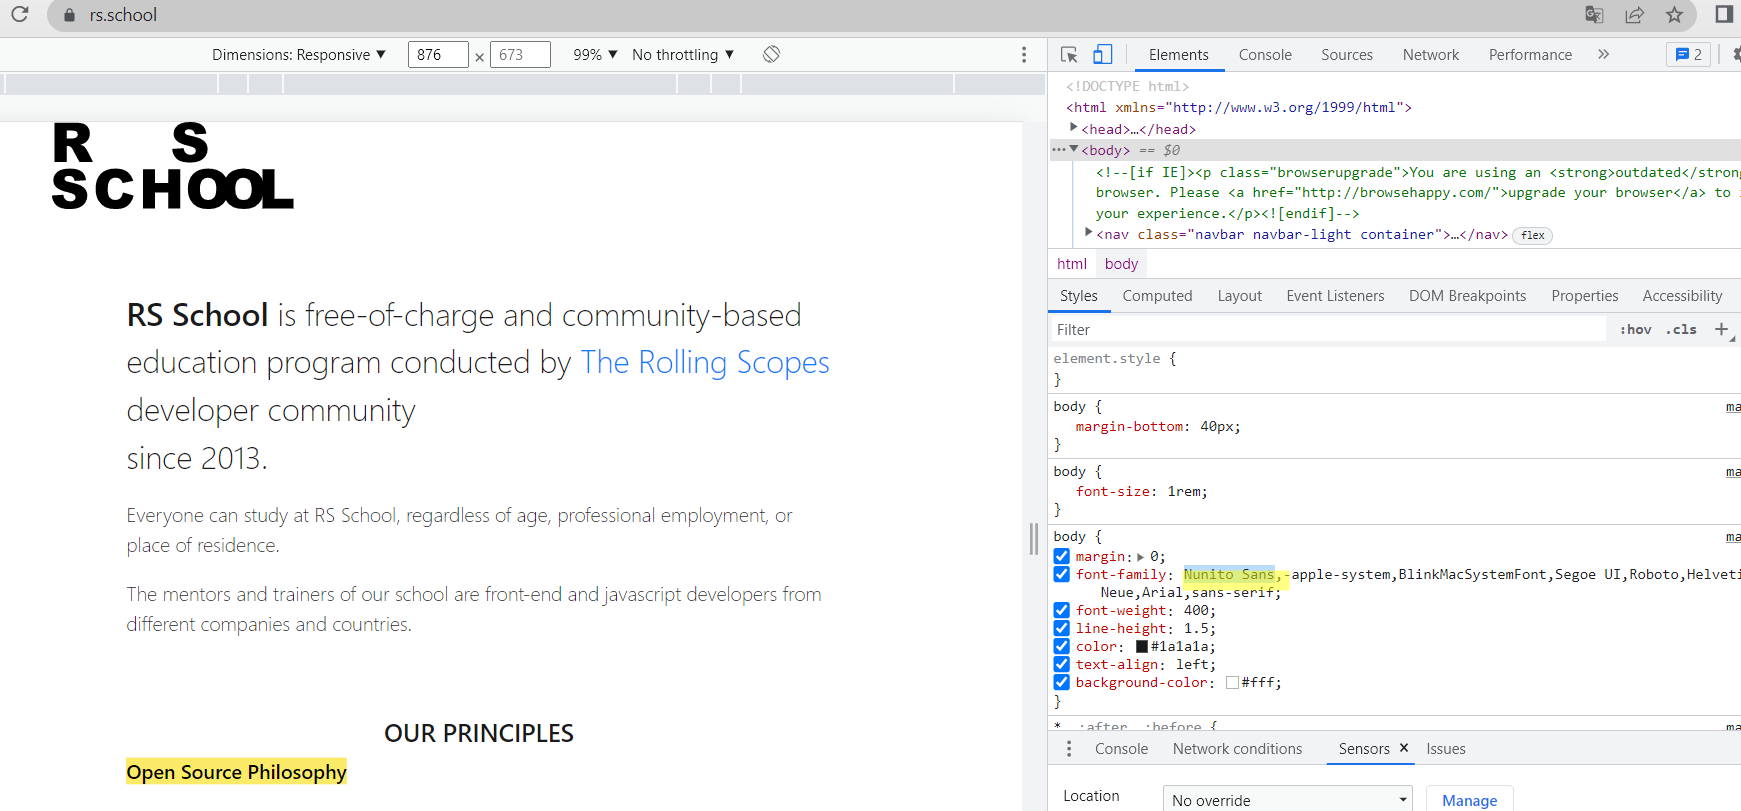 rs.school
Dimensions: Responsive ▼ 876 × 673 99% ▼ No throttling ▼
Elements Console Sources Network Performance » 2
<!DOCTYPE html>
<html xmlns="http://www.w3.org/1999/html">
<head>…</head>
<body> == $0
<!--[if IE]><p class="browserupgrade">You are using an <strong>outdated</stron
browser. Please <a href="http://browsehappy.com/">upgrade your browser</a> to
your experience.</p><![endif]-->
<nav class="navbar navbar-light container">…</nav> flex
html body
Styles Computed Layout Event Listeners DOM Breakpoints Properties Accessibility
Filter :hov .cls +
element.style {
}
body { ma
margin-bottom: 40px;
}
body { ma
font-size: 1rem;
}
body { ma
margin: 0;
font-family: Nunito Sans,-apple-system,BlinkMacSystemFont,Segoe UI,Roboto,Helveti
Neue,Arial,sans-serif;
font-weight: 400;
line-height: 1.5;
color: #1a1a1a;
text-align: left;
background-color: #fff;
}
*, :after, :before { ma
Console Network conditions Sensors × Issues
Location No override Manage
R S
SCHOOL
RS School is free-of-charge and community-based
education program conducted by The Rolling Scopes
developer community
since 2013.
Everyone can study at RS School, regardless of age, professional employment, or
place of residence.
The mentors and trainers of our school are front-end and javascript developers from
different companies and countries.
OUR PRINCIPLES
Open Source Philosophy